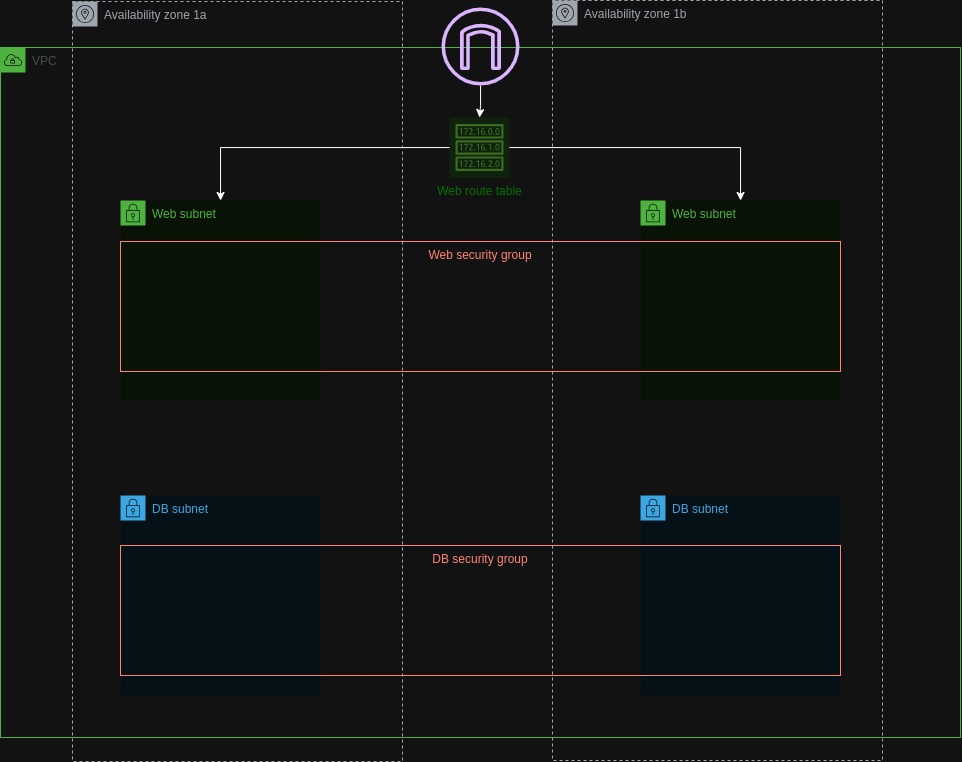 Availability zone 1a
Availability zone 1b
VPC
172.16.0.0
172.16.1.0
172.16.2.0
Web route table
Web subnet
Web subnet
Web security group
DB subnet
DB subnet
DB security group